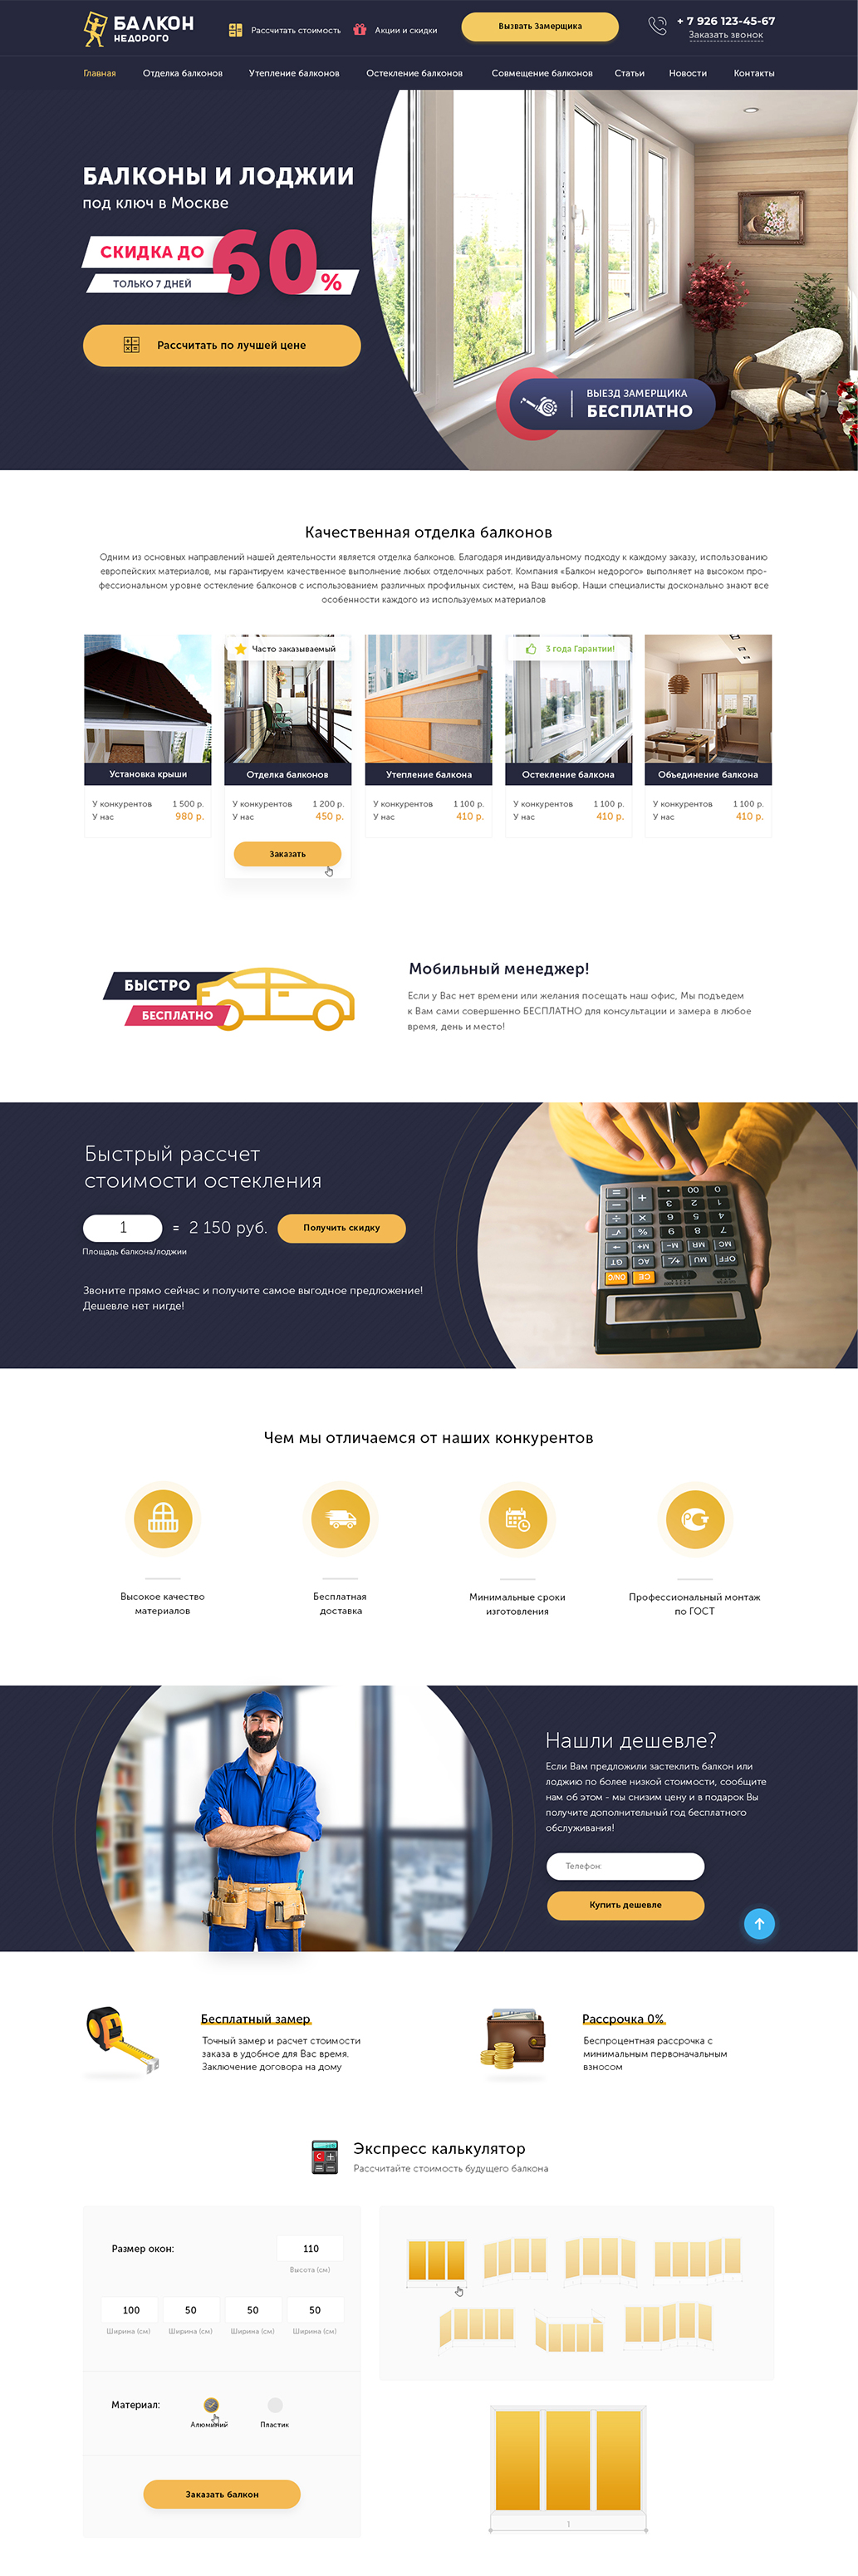 БАЛКОН
НЕДОРОГО
Рассчитать стоимость
Акции и скидки
Вызвать Замерщика
+ 7 926 123-45-67
Заказать звонок
Главная
Отделка балконов
Утепление балконов
Остекление балконов
Совмещение балконов
Статьи
Новости
Контакты
БАЛКОНЫ И ЛОДЖИИ
под ключ в Москве
СКИДКА ДО 60%
ТОЛЬКО 7 ДНЕЙ
Рассчитать по лучшей цене
ВЫЕЗД ЗАМЕРЩИКА
БЕСПЛАТНО
Качественная отделка балконов
Одним из основных направлений нашей деятельности является отделка балконов. Благодаря индивидуальному подходу к каждому заказу, использованию
европейских материалов, мы гарантируем качественное выполнение любых отделочных работ. Компания «Балкон недорого» выполняет на высоком про-
фессиональном уровне остекление балконов с использованием различных профильных систем, на Ваш выбор. Наши специалисты досконально знают все
особенности каждого из используемых материалов
Часто заказываемый
3 года Гарантии!
Установка крыши
Отделка балконов
Утепление балкона
Остекление балкона
Объединение балкона
У конкурентов 1 500 р.
У нас 980 р.
У конкурентов 1 200 р.
У нас 450 р.
У конкурентов 1 100 р.
У нас 410 р.
У конкурентов 1 100 р.
У нас 410 р.
У конкурентов 1 100 р.
У нас 410 р.
Заказать
БЫСТРО
БЕСПЛАТНО
Мобильный менеджер!
Если у Вас нет времени или желания посещать наш офис, Мы подъедем
к Вам сами совершенно БЕСПЛАТНО для консультации и замера в любое
время, день и место!
Быстрый рассчет
стоимости остекления
1 = 2 150 руб.
Получить скидку
Площадь балкона/лоджии
Звоните прямо сейчас и получите самое выгодное предложение!
Дешевле нет нигде!
Чем мы отличаемся от наших конкурентов
Высокое качество
материалов
Бесплатная
доставка
Минимальные сроки
изготовления
Профессиональный монтаж
по ГОСТ
Нашли дешевле?
Если Вам предложили застеклить балкон или
лоджию по более низкой стоимости, сообщите
нам об этом - мы снизим цену и в подарок Вы
получите дополнительный год бесплатного
обслуживания!
Телефон:
Купить дешевле
Бесплатный замер
Точный замер и расчет стоимости
заказа в удобное для Вас время.
Заключение договора на дому
Рассрочка 0%
Беспроцентная рассрочка с
минимальным первоначальным
взносом
Экспресс калькулятор
Рассчитайте стоимость будущего балкона
Размер окон:
110
Высота (см)
100
50
50
50
Ширина (см)
Ширина (см)
Ширина (см)
Ширина (см)
Материал:
Алюминий
Пластик
Заказать балкон
1